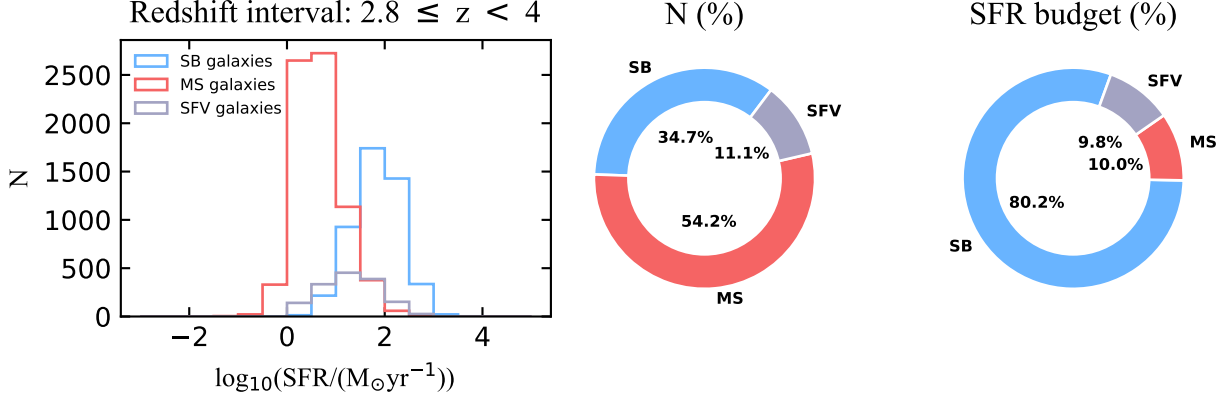 Redshift interval: 2.8 ≤ z < 4
N (%)
SFR budget (%)
SB galaxies
MS galaxies
SFV galaxies
N
2500
2000
1500
1000
500
0
−2 0 2 4
log₁₀(SFR/(M⊙yr⁻¹))
SB
SFV
34.7%
11.1%
54.2%
MS
SFV
MS
9.8%
10.0%
80.2%
SB